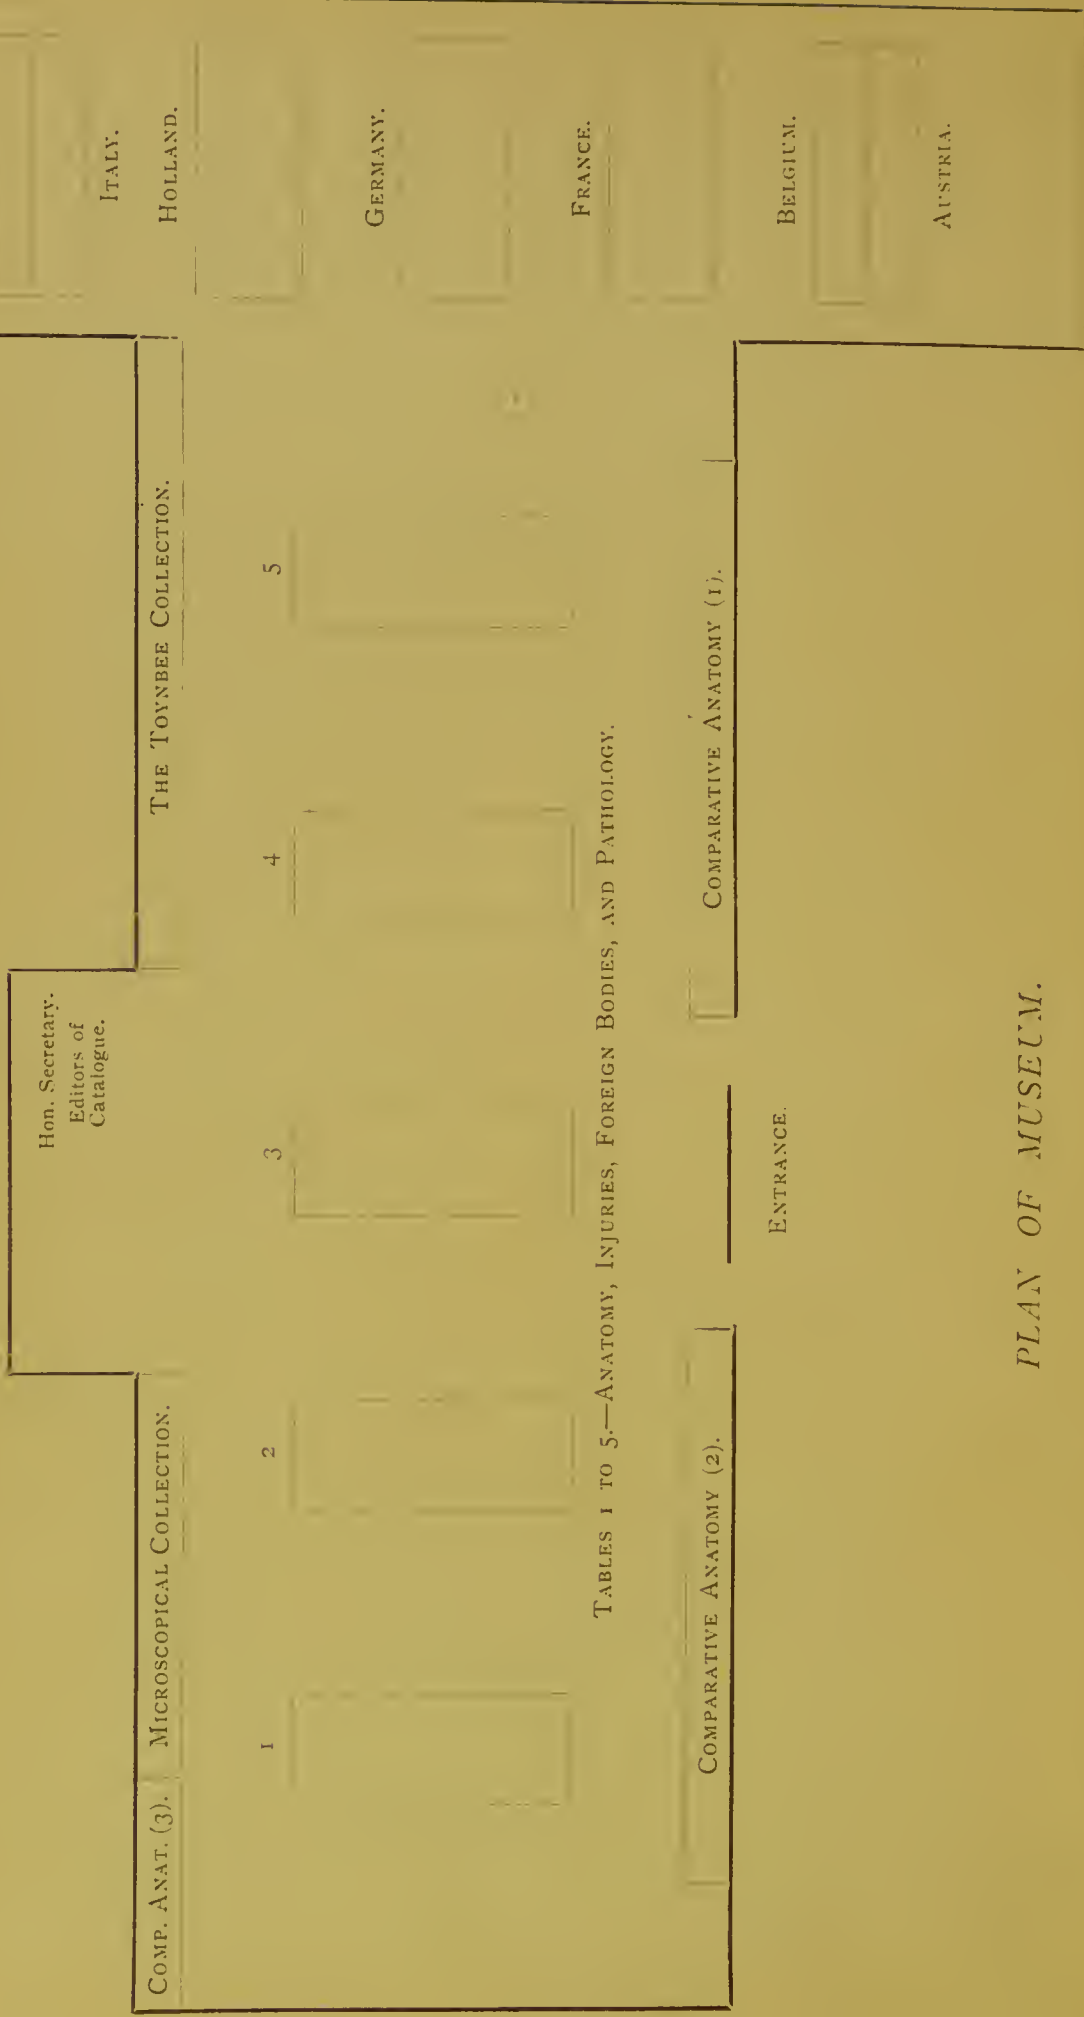 Hon. Secretary.
Editors of
Catalogue.
COMP. ANAT. (3).
MICROSCOPICAL COLLECTION.
THE TOYNBEE COLLECTION.
ITALY.
HOLLAND.
GERMANY.
FRANCE.
BELGIUM.
AUSTRIA.
1
2
3
4
5
TABLES 1 TO 5.—ANATOMY, INJURIES, FOREIGN BODIES, AND PATHOLOGY.
COMPARATIVE ANATOMY (2).
COMPARATIVE ANATOMY (1).
ENTRANCE.
PLAN OF MUSEUM.